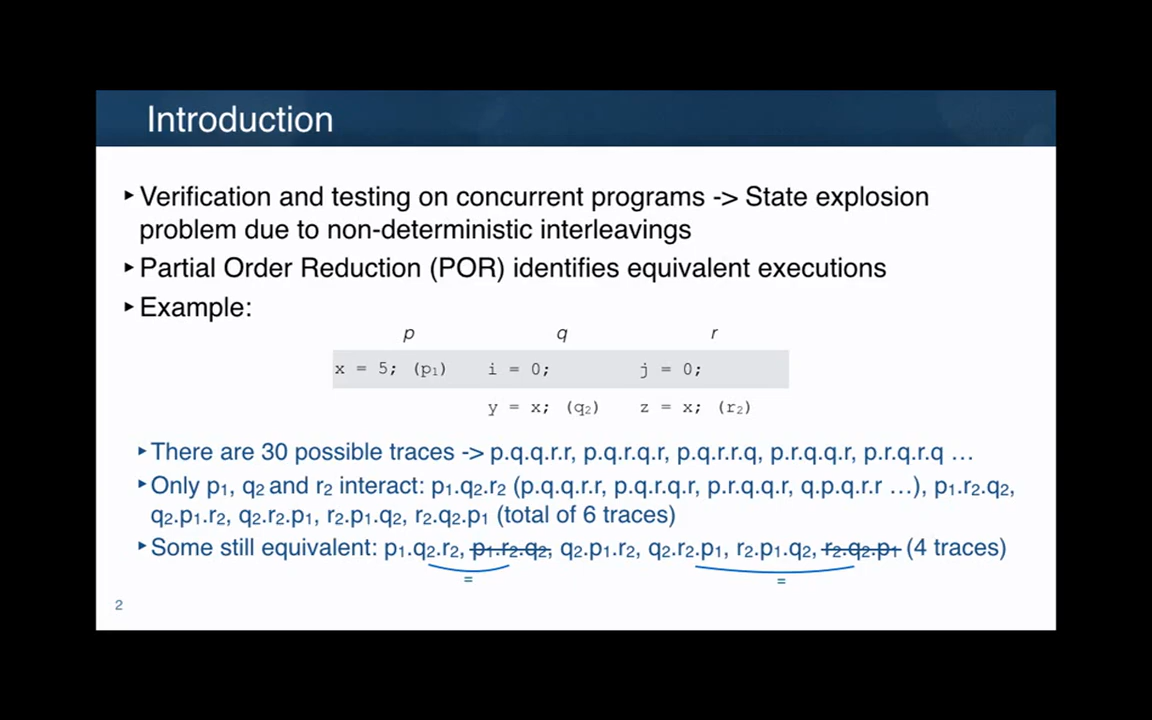 Introduction
‣ Verification and testing on concurrent programs -> State explosion
problem due to non-deterministic interleavings
‣ Partial Order Reduction (POR) identifies equivalent executions
‣ Example:
p q r
x = 5; (p₁) i = 0; j = 0;
y = x; (q₂) z = x; (r₂)
‣ There are 30 possible traces -> p.q.q.r.r, p.q.r.q.r, p.q.r.r.q, p.r.q.q.r, p.r.q.r.q …
‣ Only p₁, q₂ and r₂ interact: p₁.q₂.r₂ (p.q.q.r.r, p.q.r.q.r, p.r.q.q.r, q.p.q.r.r …), p₁.r₂.q₂,
q₂.p₁.r₂, q₂.r₂.p₁, r₂.p₁.q₂, r₂.q₂.p₁ (total of 6 traces)
‣ Some still equivalent: p₁.q₂.r₂, p₁.r₂.q₂, q₂.p₁.r₂, q₂.r₂.p₁, r₂.p₁.q₂, r₂.q₂.p₁ (4 traces)
= =
2